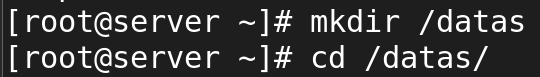 [root@server ~]# mkdir /datas
[root@server ~]# cd /datas/